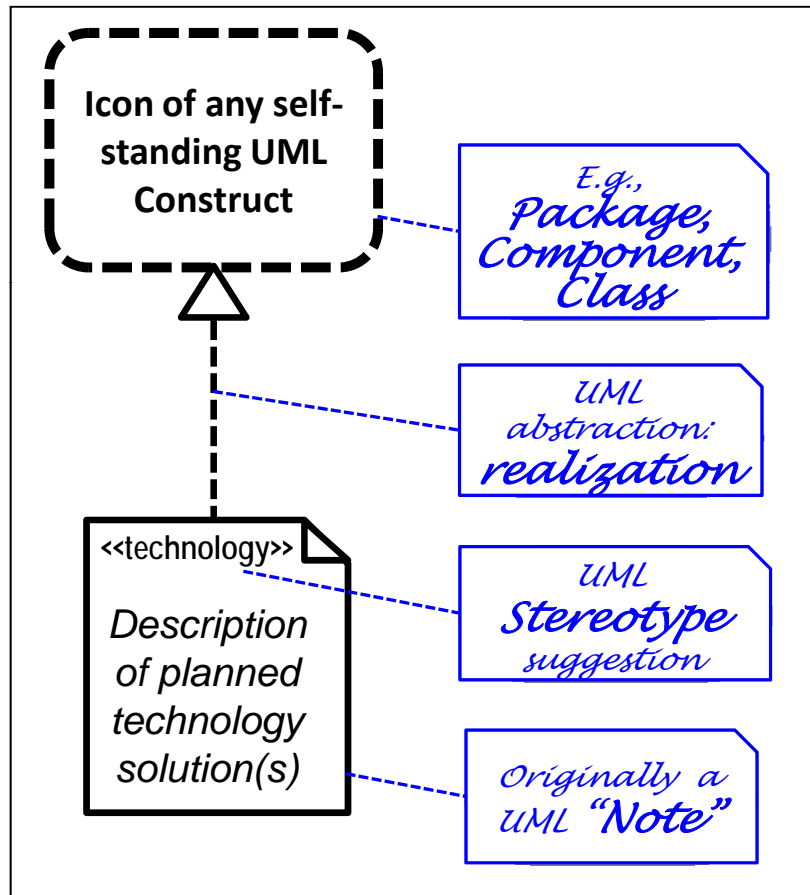 Icon of any self-
standing UML
Construct
E.g.,
Package,
Component,
Class
UML
abstraction:
realization
<<technology>>
Description
of planned
technology
solution(s)
UML
Stereotype
suggestion
Originally a
UML “Note”